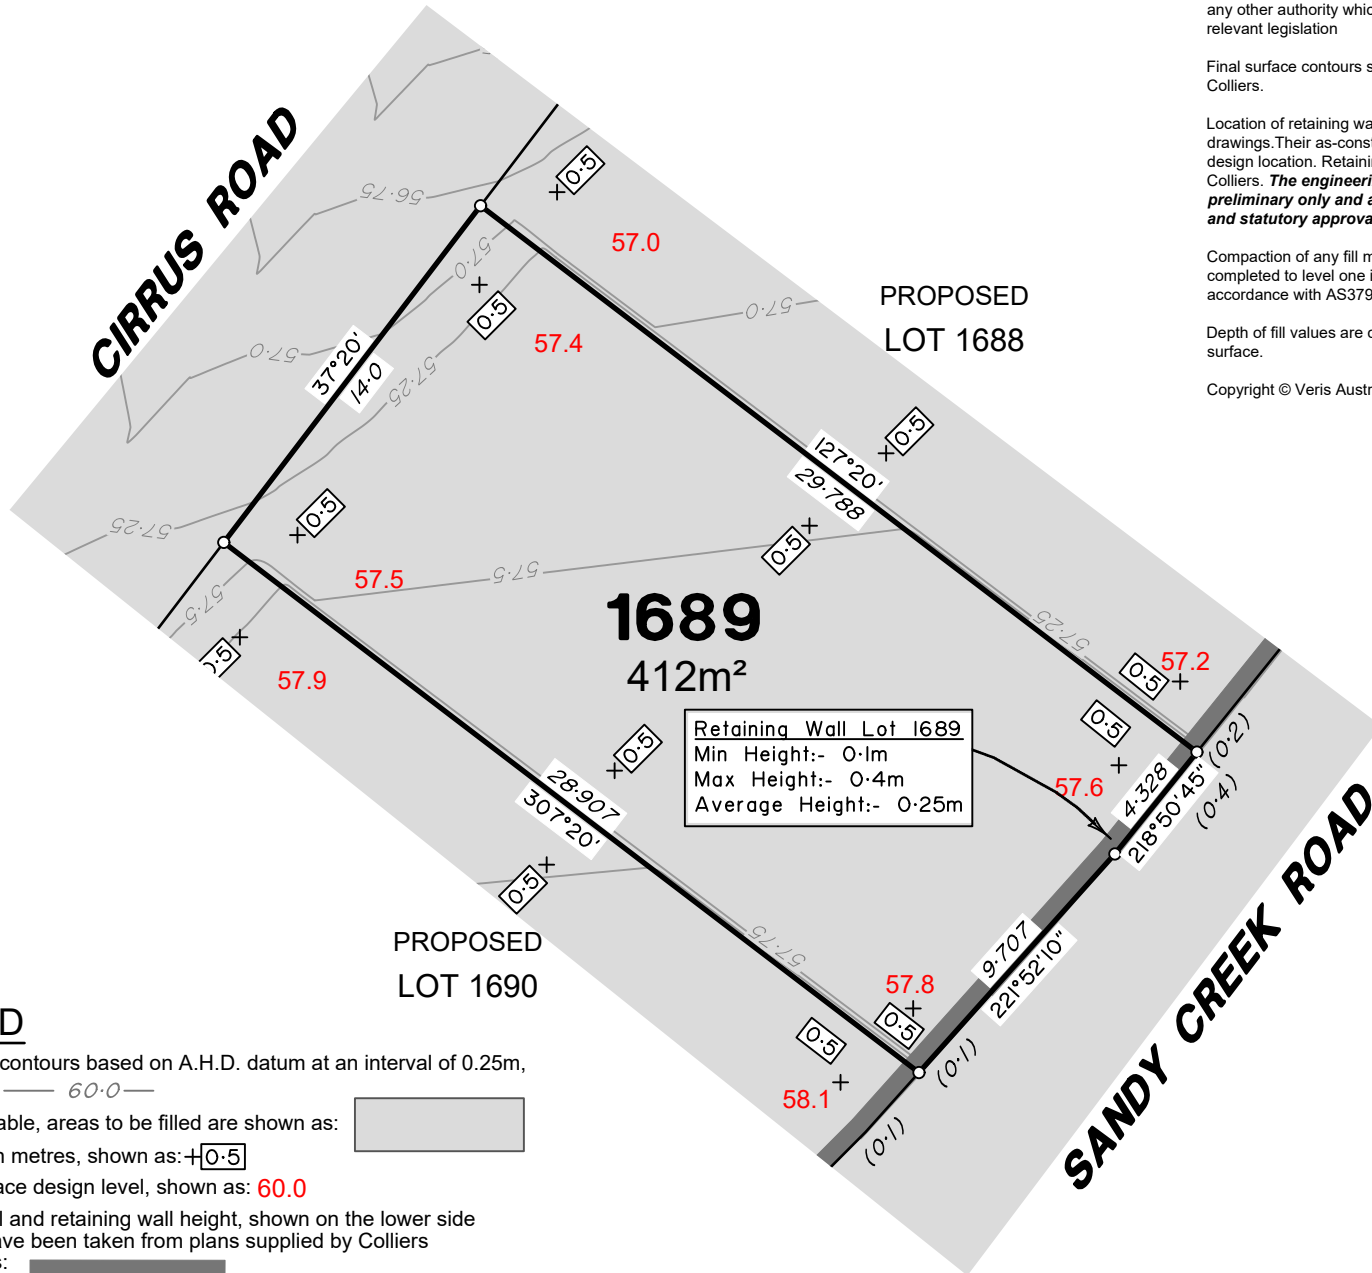 any other authority whic
relevant legislation
Final surface contours s
Colliers.
Location of retaining wa
drawings.Their as-const
design location. Retaini
Colliers. The engineeri
preliminary only and a
and statutory approva
Compaction of any fill m
completed to level one i
accordance with AS379
Depth of fill values are d
surface.
Copyright © Veris Austr
CIRRUS ROAD
56·75
57·0
0·5
57.0
57·0
0·5
57.4
57·0
PROPOSED
LOT 1688
37°20'
14·0
57·25
57·25
0·5
0·5
127°20'
29·788
0·5
57·5
57.5
57·5
0·5
57.9
1689
412m²
57·25
57.2
0·5
0·5
Retaining Wall Lot 1689
Min Height:- 0·1m
Max Height:- 0·4m
Average Height:- 0·25m
0·5
57.6
4·328
218°50'45"
(0·2)
(0·4)
28·907
307°20'
0·5
PROPOSED
LOT 1690
57·75
9·707
221°52'10"
57.8
0·5
0·5
58.1
(0·1)
(0·1)
SANDY CREEK ROAD
D
contours based on A.H.D. datum at an interval of 0.25m,
60·0
able, areas to be filled are shown as:
n metres, shown as:+0·5
ace design level, shown as: 60.0
l and retaining wall height, shown on the lower side
ave been taken from plans supplied by Colliers
s: